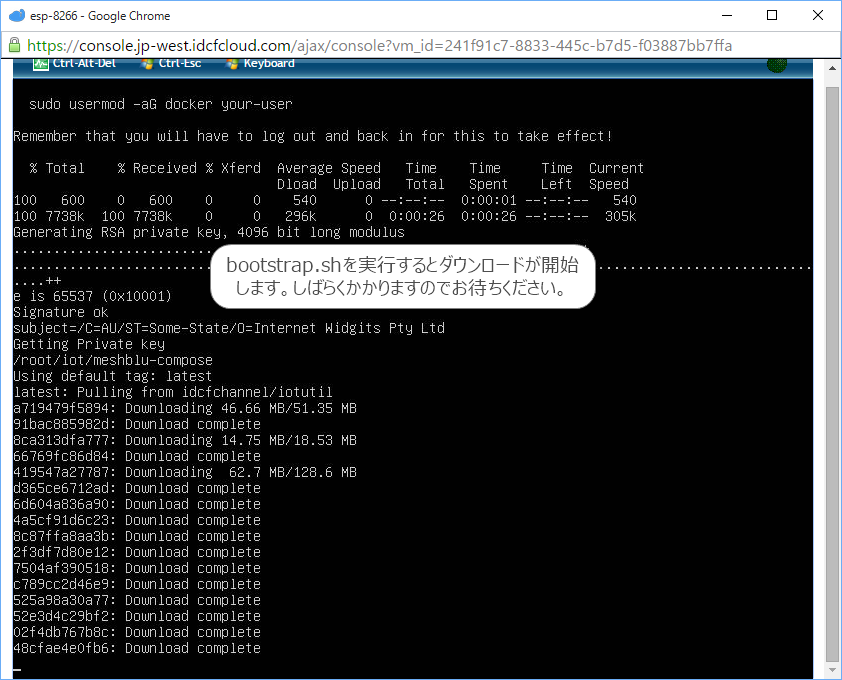 esp-8266 - Google Chrome
https://console.jp-west.idcfcloud.com/ajax/console?vm_id=241f91c7-8833-445c-b7d5-f03887bb7ffa
Ctrl-Alt-Del Ctrl-Esc Keyboard
sudo usermod -aG docker your-user
Remember that you will have to log out and back in for this to take effect!
% Total % Received % Xferd Average Speed Time Time Time Current
Dload Upload Total Spent Left Speed
100 600 0 600 0 0 540 0 --:--:-- 0:00:01 --:--:-- 540
100 7738k 100 7738k 0 0 296k 0 0:00:26 0:00:26 --:--:-- 305k
Generating RSA private key, 4096 bit long modulus
bootstrap.shを実行するとダウンロードが開始
します。しばらくかかりますのでお待ちください。
....++
e is 65537 (0x10001)
Signature ok
subject=/C=AU/ST=Some-State/O=Internet Widgits Pty Ltd
Getting Private key
/root/iot/meshblu-compose
Using default tag: latest
latest: Pulling from idcfchannel/iotutil
a719479f5894: Downloading 46.66 MB/51.35 MB
91bac885982d: Download complete
8ca313dfa777: Downloading 14.75 MB/18.53 MB
66769fc86d84: Download complete
419547a27787: Downloading 62.7 MB/128.6 MB
d365ce6712ad: Download complete
6d604a836a90: Download complete
4a5cf91d6c23: Download complete
8c87ffa8aa3b: Download complete
2f3df7d80e12: Download complete
7504af390518: Download complete
c789cc2d46e9: Download complete
525a98a30a77: Download complete
52e3d4c29bf2: Download complete
02f4db767b8c: Download complete
48cfae4e0fb6: Download complete